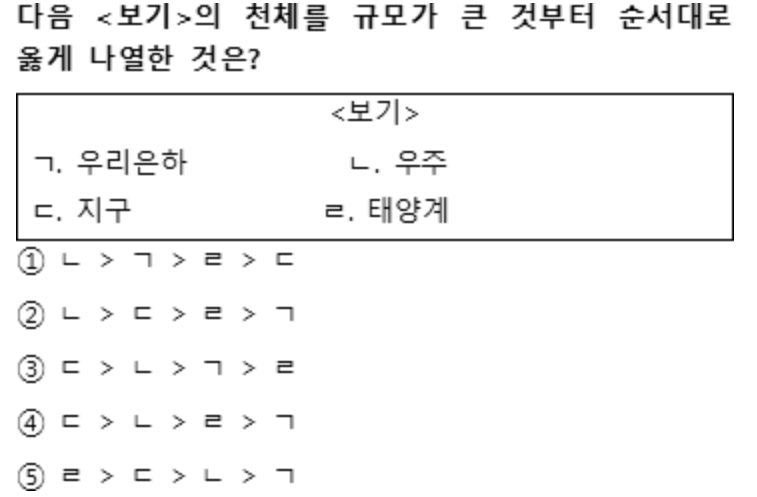 다음 <보기>의 천체를 규모가 큰 것부터 순서대로
옳게 나열한 것은?
<보기>
ㄱ. 우리은하 ㄴ. 우주
ㄷ. 지구 ㄹ. 태양계
① ㄴ > ㄱ > ㄹ > ㄷ
② ㄴ > ㄷ > ㄹ > ㄱ
③ ㄷ > ㄴ > ㄱ > ㄹ
④ ㄷ > ㄴ > ㄹ > ㄱ
⑤ ㄹ > ㄷ > ㄴ > ㄱ